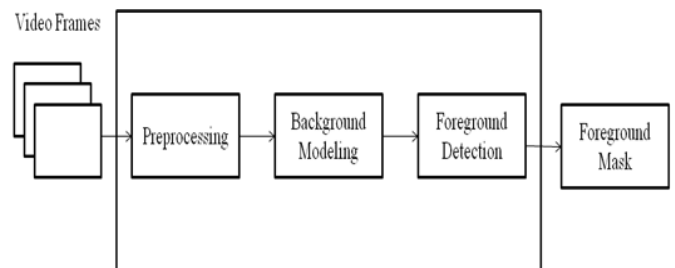 Video Frames
Preprocessing
Background
Modeling
Foreground
Detection
Foreground
Mask